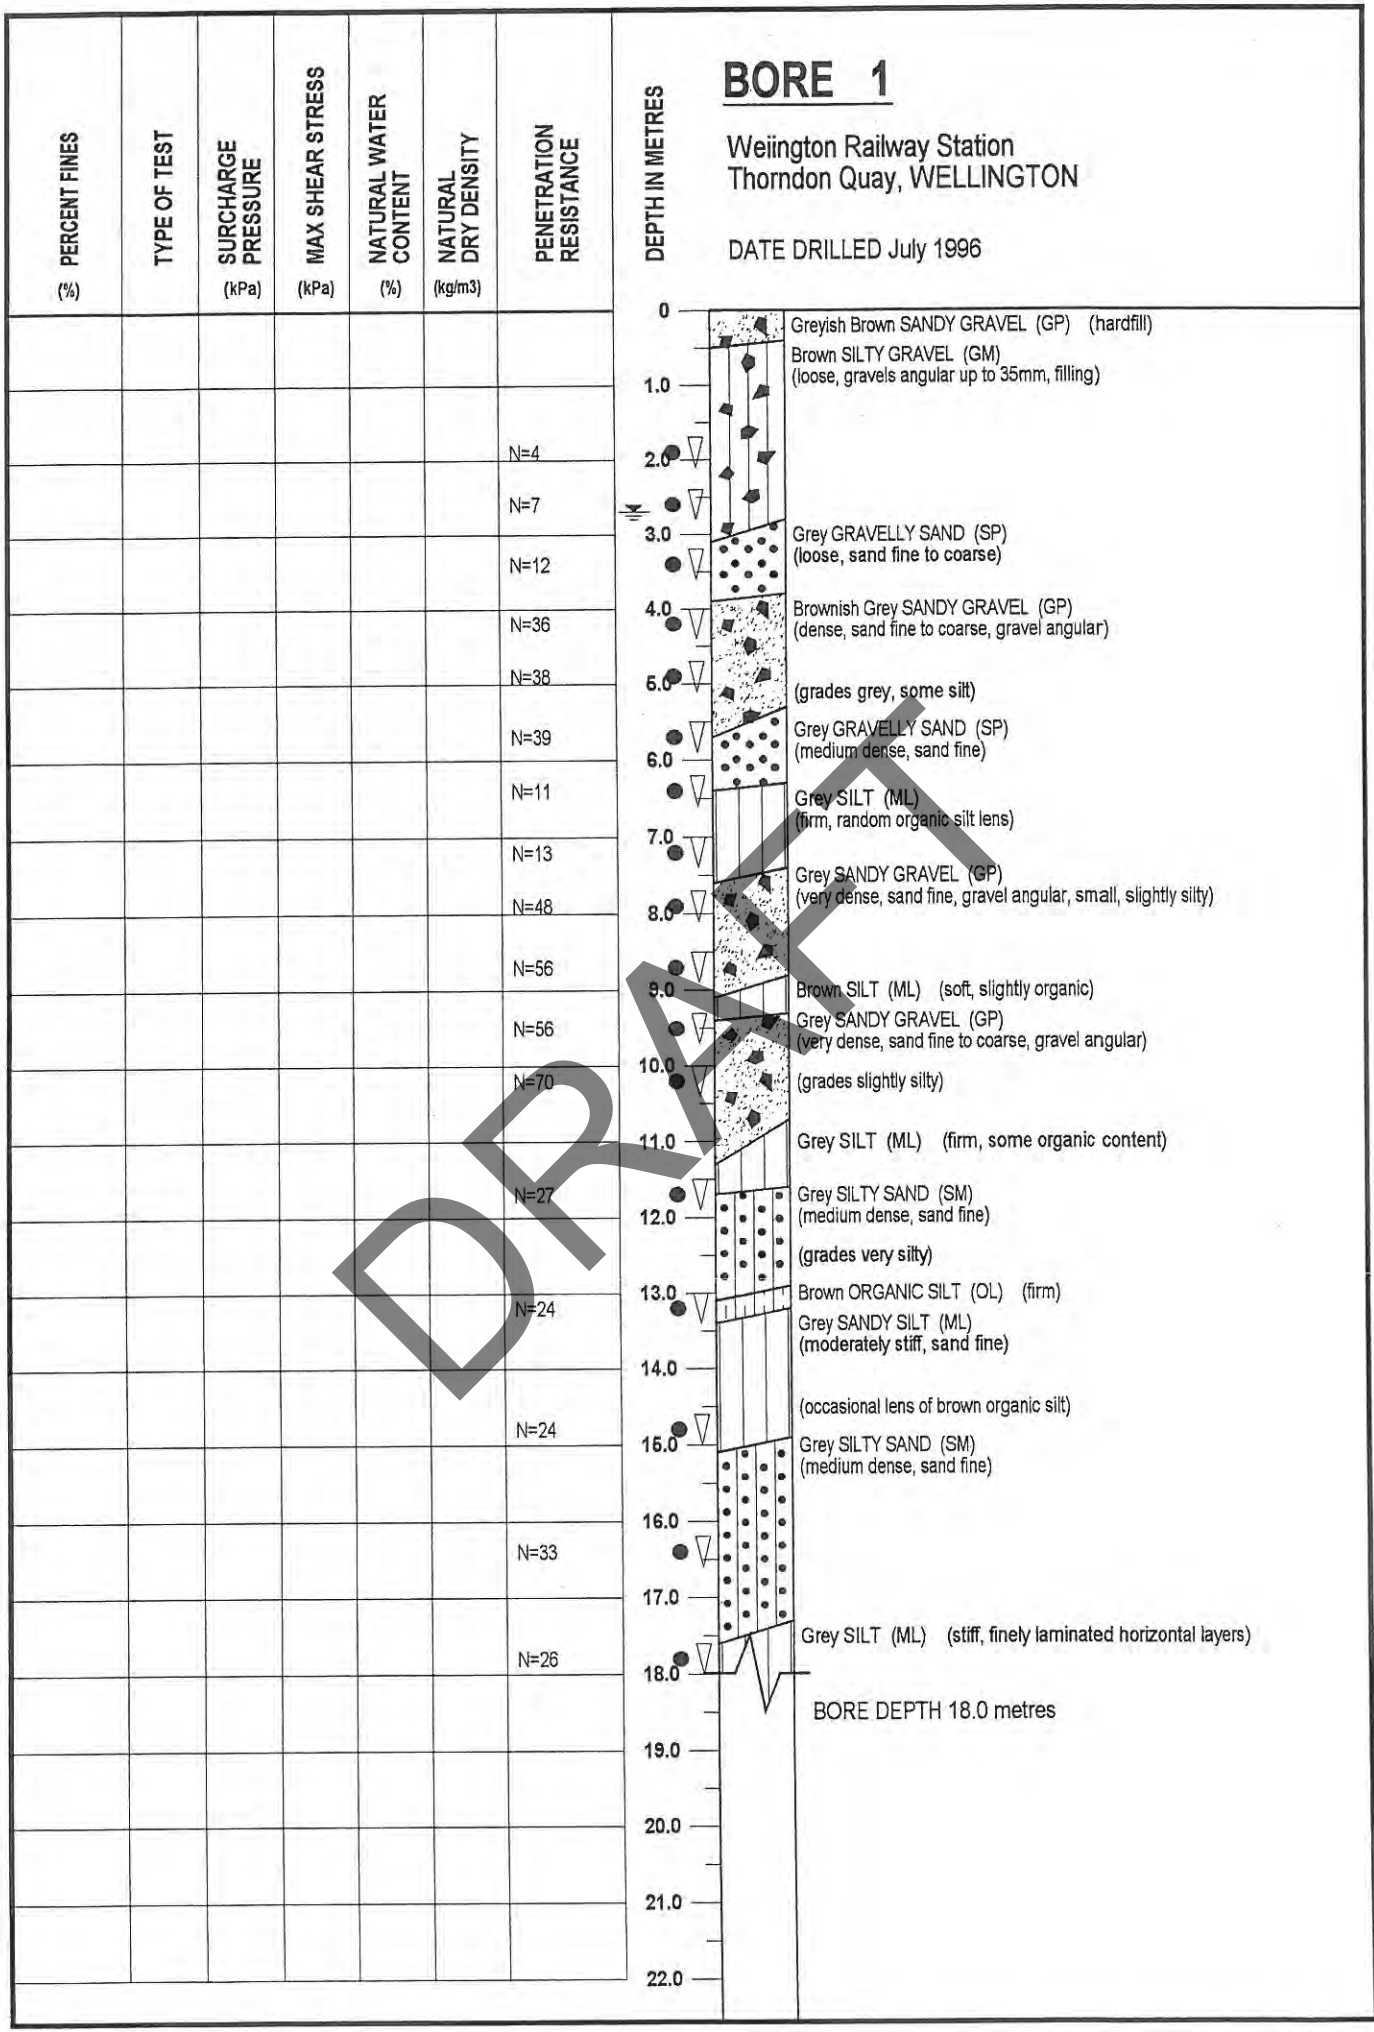 BORE 1
Weiington Railway Station
Thorndon Quay, WELLINGTON
DATE DRILLED July 1996
PERCENT FINES
(%)
TYPE OF TEST
SURCHARGE
PRESSURE
(kPa)
MAX SHEAR STRESS
(kPa)
NATURAL WATER
CONTENT
(%)
NATURAL
DRY DENSITY
(kg/m3)
PENETRATION
RESISTANCE
DEPTH IN METRES
0
Greyish Brown SANDY GRAVEL (GP) (hardfill)
Brown SILTY GRAVEL (GM)
(loose, gravels angular up to 35mm, filling)
1.0
N=4
2.0
N=7
3.0
Grey GRAVELLY SAND (SP)
(loose, sand fine to coarse)
N=12
4.0
Brownish Grey SANDY GRAVEL (GP)
(dense, sand fine to coarse, gravel angular)
N=36
N=38
5.0
(grades grey, some silt)
Grey GRAVELLY SAND (SP)
(medium dense, sand fine)
N=39
6.0
N=11
Grey SILT (ML)
(firm, random organic silt lens)
7.0
N=13
Grey SANDY GRAVEL (GP)
(very dense, sand fine, gravel angular, small, slightly silty)
N=48
8.0
N=56
9.0
Brown SILT (ML) (soft, slightly organic)
Grey SANDY GRAVEL (GP)
(very dense, sand fine to coarse, gravel angular)
N=56
10.0
N=70
(grades slightly silty)
11.0
Grey SILT (ML) (firm, some organic content)
N=27
Grey SILTY SAND (SM)
(medium dense, sand fine)
12.0
(grades very silty)
13.0
Brown ORGANIC SILT (OL) (firm)
N=24
Grey SANDY SILT (ML)
(moderately stiff, sand fine)
14.0
(occasional lens of brown organic silt)
N=24
15.0
Grey SILTY SAND (SM)
(medium dense, sand fine)
16.0
N=33
17.0
Grey SILT (ML) (stiff, finely laminated horizontal layers)
N=26
18.0
BORE DEPTH 18.0 metres
19.0
20.0
21.0
22.0
DRAFT